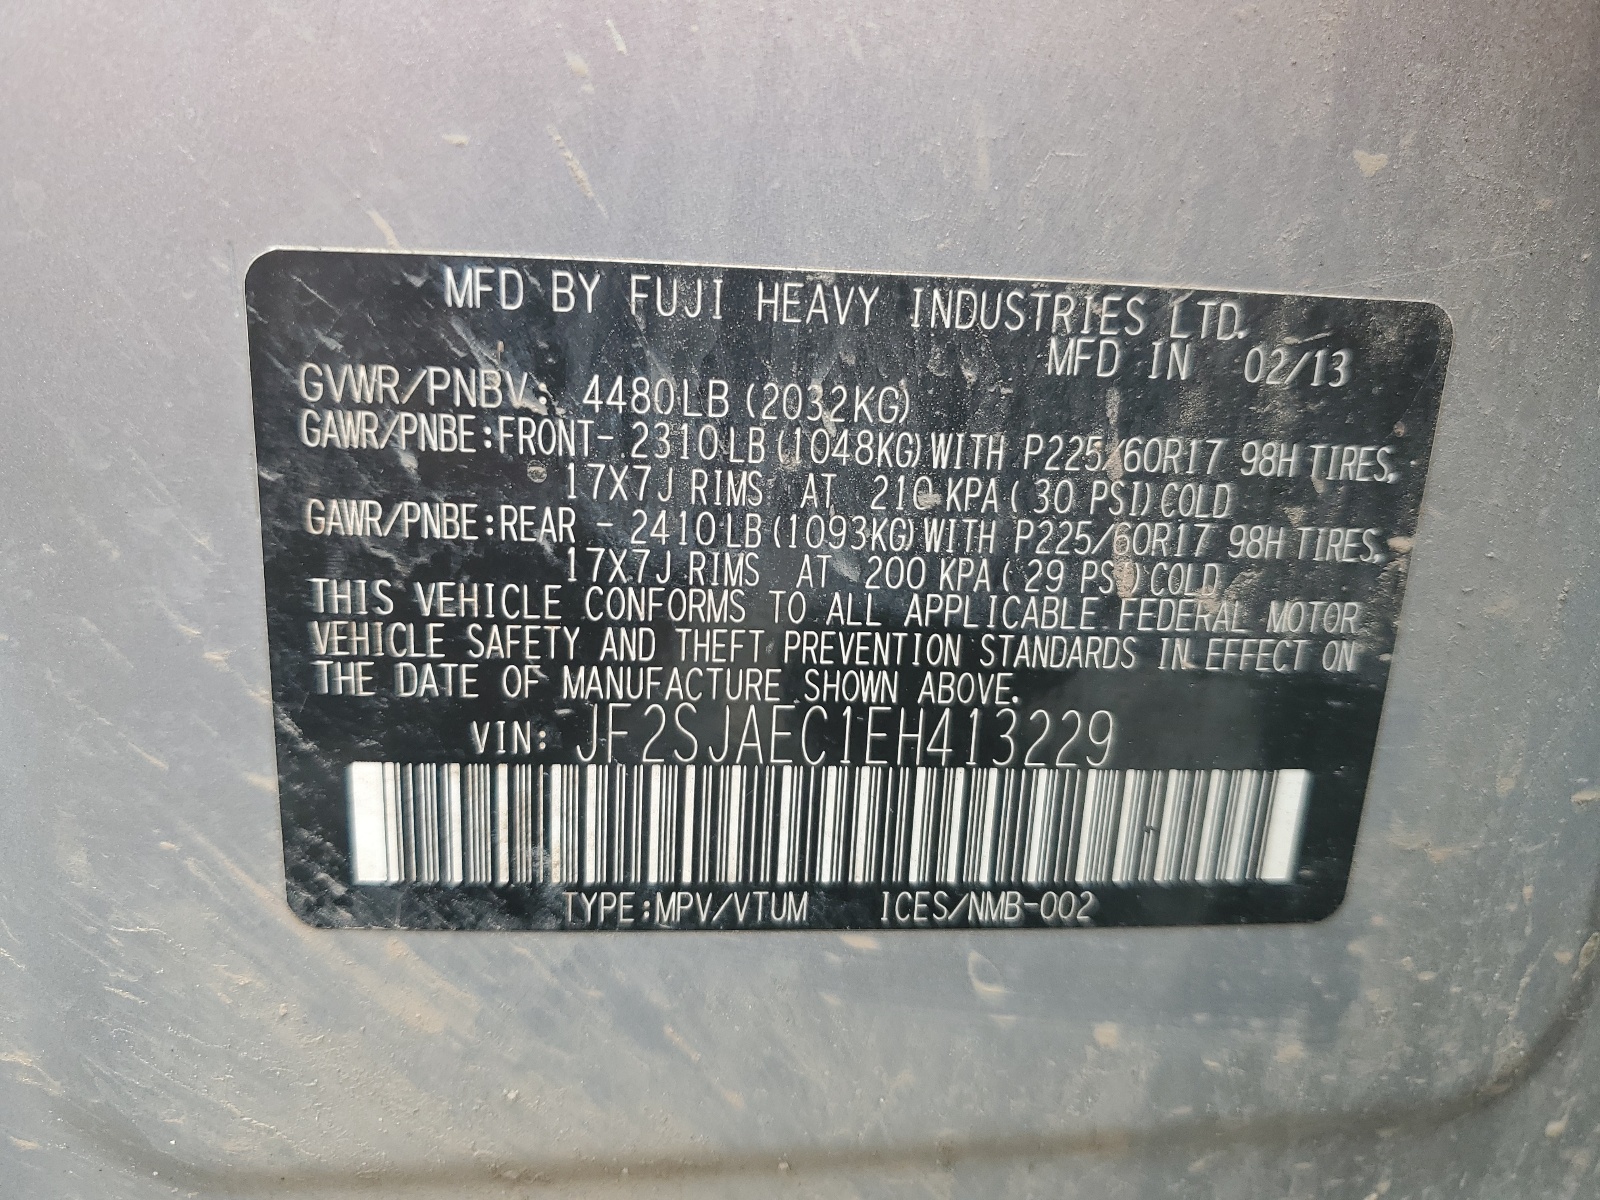 MFD BY FUJI HEAVY INDUSTRIES LTD.
MFD IN 02/13
GVWR/PNBV: 4480LB (2032KG)
GAWR/PNBE:FRONT- 2310LB (1048KG) WITH P225/60R17 98H TIRES,
17X7J RIMS AT 210 KPA ( 30 PSI) COLD
GAWR/PNBE:REAR - 2410LB (1093KG) WITH P225/60R17 98H TIRES,
17X7J RIMS AT 200 KPA ( 29 PSI) COLD
THIS VEHICLE CONFORMS TO ALL APPLICABLE FEDERAL MOTOR
VEHICLE SAFETY AND THEFT PREVENTION STANDARDS IN EFFECT ON
THE DATE OF MANUFACTURE SHOWN ABOVE.
VIN: JF2SJAEC1EH413229
TYPE:MPV/VTUM ICES/NMB-002